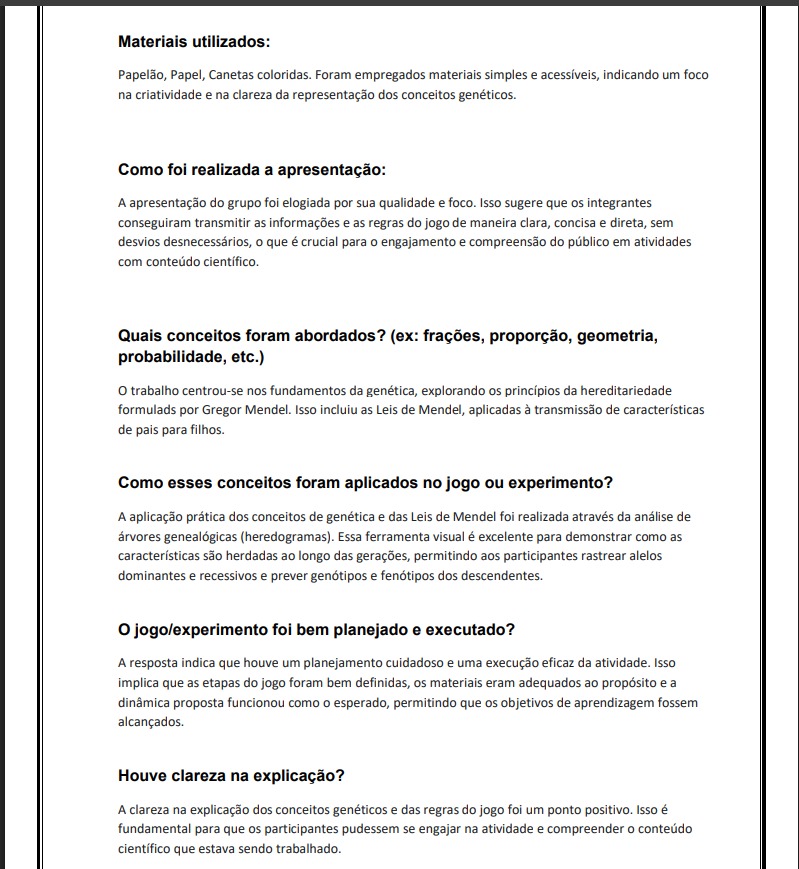 Materiais utilizados:
Papelão, Papel, Canetas coloridas. Foram empregados materiais simples e acessíveis, indicando um foco
na criatividade e na clareza da representação dos conceitos genéticos.
Como foi realizada a apresentação:
A apresentação do grupo foi elogiada por sua qualidade e foco. Isso sugere que os integrantes
conseguiram transmitir as informações e as regras do jogo de maneira clara, concisa e direta, sem
desvios desnecessários, o que é crucial para o engajamento e compreensão do público em atividades
com conteúdo científico.
Quais conceitos foram abordados? (ex: frações, proporção, geometria,
probabilidade, etc.)
O trabalho centrou-se nos fundamentos da genética, explorando os princípios da hereditariedade
formulads por Gregor Mendel. Isso incluiu as Leis de Mendel, aplicadas à transmissão de características
de pais para filhos.
Como esses conceitos foram aplicados no jogo ou experimento?
A aplicação prática dos conceitos de genética e das Leis de Mendel foi realizada através da análise de
árvores genealógicas (heredogramas). Essa ferramenta visual é excelente para demonstrar como as
características são herdadas ao longo das gerações, permitindo aos participantes rastrear alelos
dominantes e recessivos e prever genótipos e fenótipos dos descendentes.
O jogo/experimento foi bem planejado e executado?
A resposta indica que houve um planejamento cuidadoso e uma execução eficaz da atividade. Isso
implica que as etapas do jogo foram bem definidas, os materiais eram adequados ao propósito e a
dinâmica proposta funcionou como o esperado, permitindo que os objetivos de aprendizagem fossem
alcançados.
Houve clareza na explicação?
A clareza na explicação dos conceitos genéticos e das regras do jogo foi um ponto positivo. Isso é
fundamental para que os participantes pudessem se engajar na atividade e compreender o conteúdo
científico que estava sendo trabalhado.